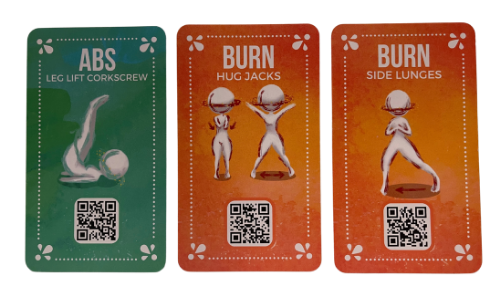 ABS
LEG LIFT CORKSCREW
BURN
HUG JACKS
BURN
SIDE LUNGES